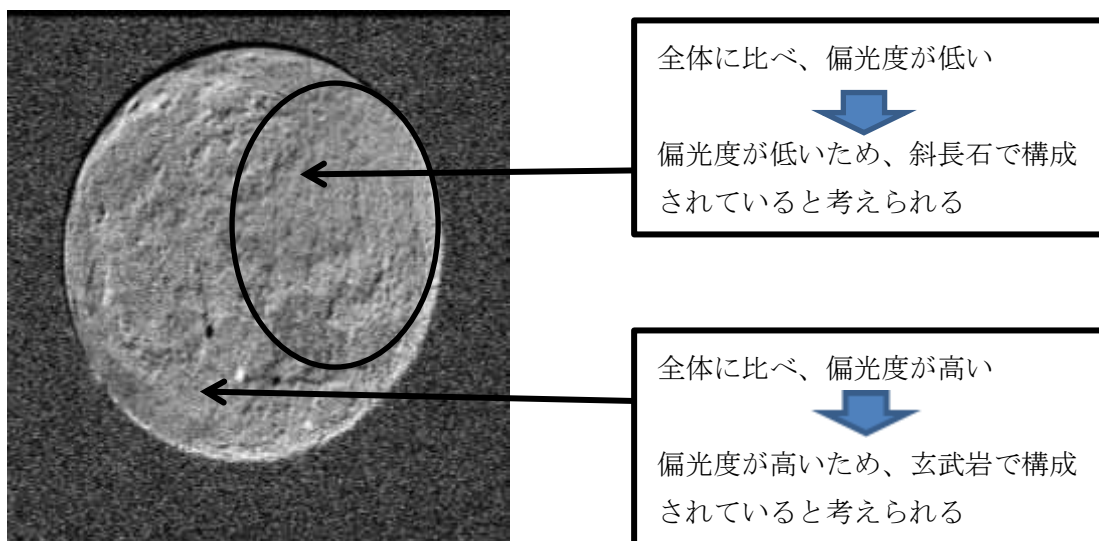 全体に比べ、偏光度が低い
偏光度が低いため、斜長石で構成
されていると考えられる
全体に比べ、偏光度が高い
偏光度が高いため、玄武岩で構成
されていると考えられる